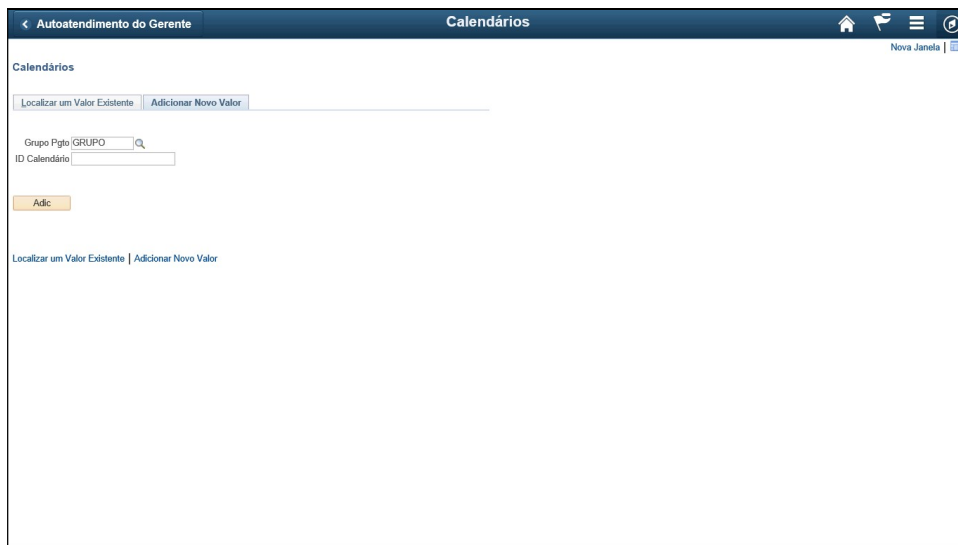 Autoatendimento do Gerente Calendários
Nova Janela |
Calendários
Localizar um Valor Existente Adicionar Novo Valor
Grupo Pgto GRUPO
ID Calendário
Adic
Localizar um Valor Existente | Adicionar Novo Valor